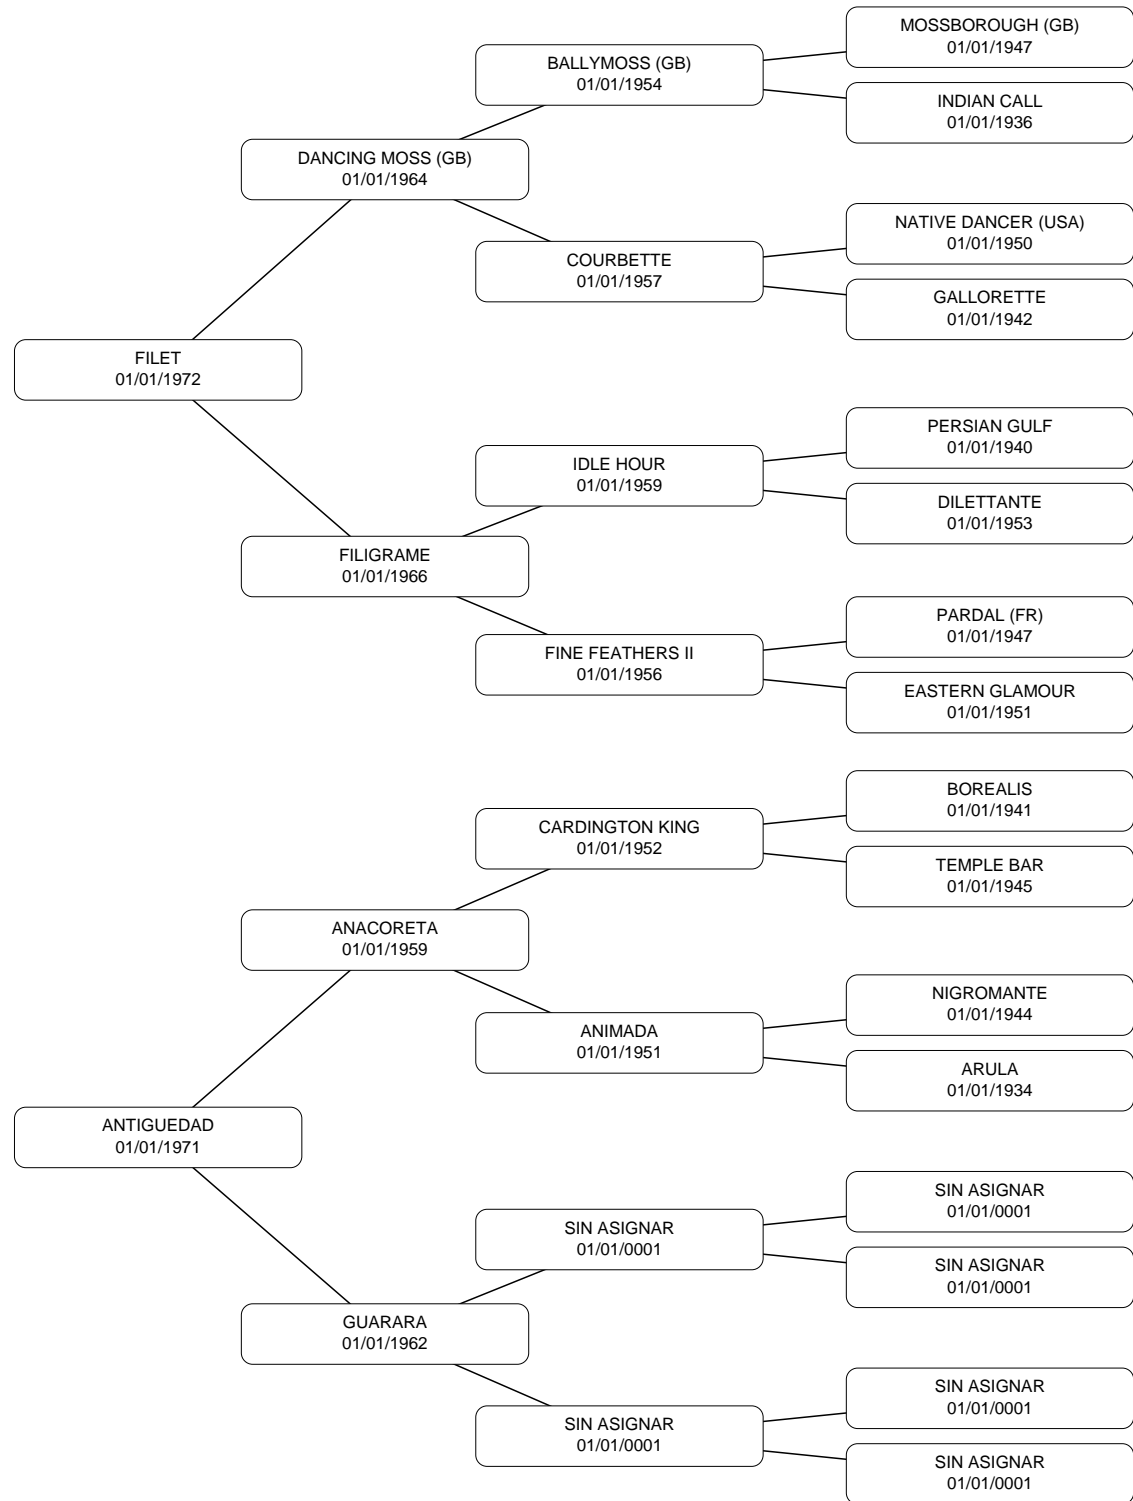 MOSSBOROUGH (GB)
01/01/1947
BALLYMOSS (GB)
01/01/1954
INDIAN CALL
01/01/1936
DANCING MOSS (GB)
01/01/1964
NATIVE DANCER (USA)
01/01/1950
COURBETTE
01/01/1957
GALLORETTE
01/01/1942
FILET
01/01/1972
PERSIAN GULF
01/01/1940
IDLE HOUR
01/01/1959
DILETTANTE
01/01/1953
FILIGRAME
01/01/1966
PARDAL (FR)
01/01/1947
FINE FEATHERS II
01/01/1956
EASTERN GLAMOUR
01/01/1951
BOREALIS
01/01/1941
CARDINGTON KING
01/01/1952
TEMPLE BAR
01/01/1945
ANACORETA
01/01/1959
NIGROMANTE
01/01/1944
ANIMADA
01/01/1951
ARULA
01/01/1934
ANTIGUEDAD
01/01/1971
SIN ASIGNAR
01/01/0001
SIN ASIGNAR
01/01/0001
SIN ASIGNAR
01/01/0001
GUARARA
01/01/1962
SIN ASIGNAR
01/01/0001
SIN ASIGNAR
01/01/0001
SIN ASIGNAR
01/01/0001